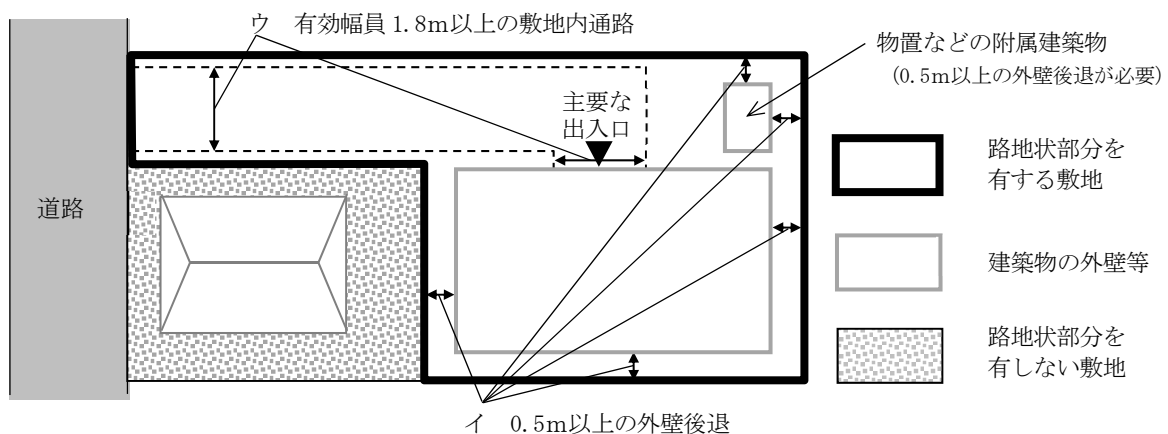 ウ　有効幅員 1.8m以上の敷地内通路
物置などの附属建築物
（0.5m以上の外壁後退が必要）
主要な
出入口
道路
路地状部分を
有する敷地
建築物の外壁等
路地状部分を
有しない敷地
イ　0.5m以上の外壁後退